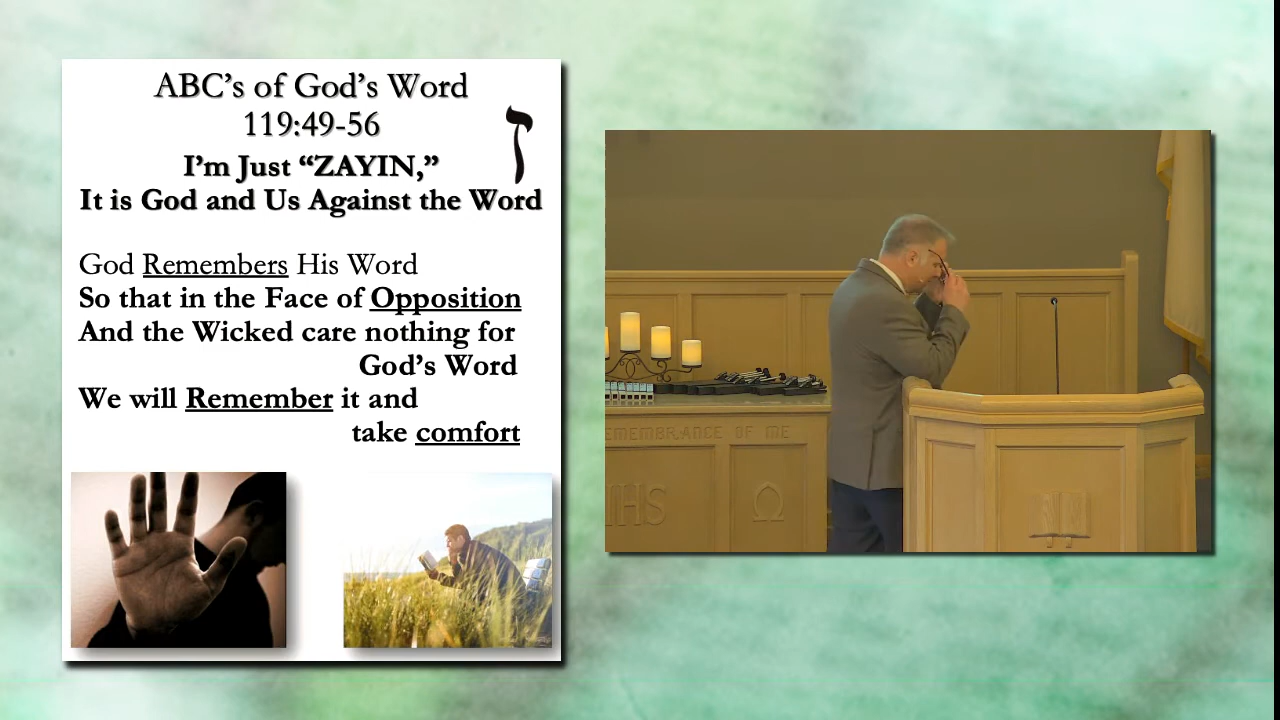 ABC’s of God’s Word
119:49-56
ז
I’m Just “ZAYIN,”
It is God and Us Against the Word
God Remembers His Word
So that in the Face of Opposition
And the Wicked care nothing for
God’s Word
We will Remember it and
take comfort
EMEMBRANCE OF ME
IHS
Ω